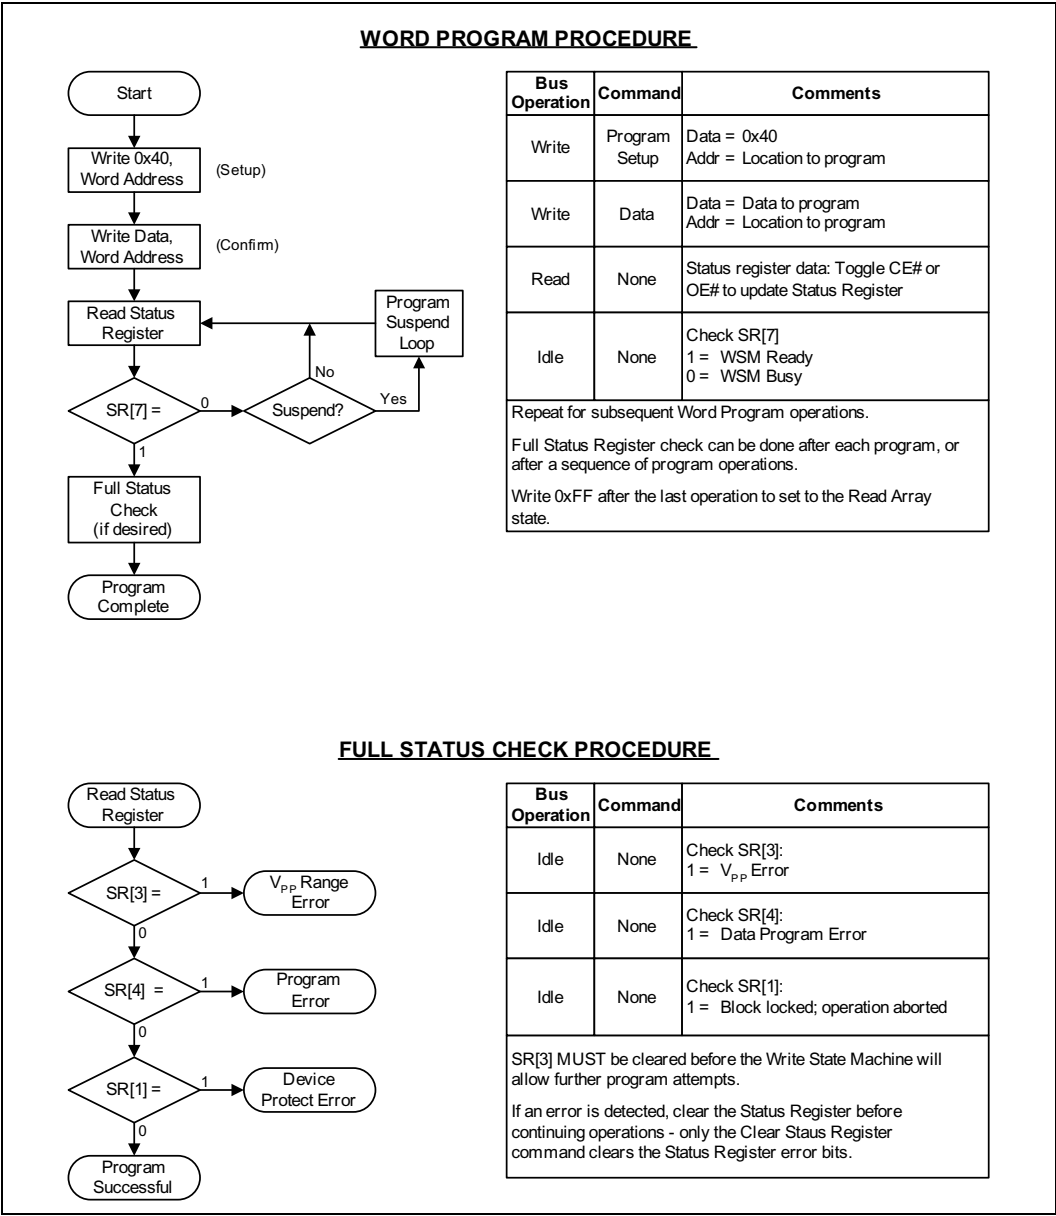 WORD PROGRAM PROCEDURE
Start
Write 0x40,
Word Address
(Setup)
Write Data,
Word Address
(Confirm)
Read Status
Register
Program
Suspend
Loop
No
Yes
SR[7] =
0
Suspend?
1
Full Status
Check
(if desired)
Program
Complete
Bus
Operation
Command
Comments
Write
Program
Setup
Data = 0x40
Addr = Location to program
Write
Data
Data = Data to program
Addr = Location to program
Read
None
Status register data: Toggle CE# or
OE# to update Status Register
Idle
None
Check SR[7]
1 = WSM Ready
0 = WSM Busy
Repeat for subsequent Word Program operations.
Full Status Register check can be done after each program, or
after a sequence of program operations.
Write 0xFF after the last operation to set to the Read Array
state.
FULL STATUS CHECK PROCEDURE
Read Status
Register
SR[3] =
1
VPP Range
Error
0
SR[4] =
1
Program
Error
0
SR[1] =
1
Device
Protect Error
0
Program
Successful
Bus
Operation
Command
Comments
Idle
None
Check SR[3]:
1 = VPP Error
Idle
None
Check SR[4]:
1 = Data Program Error
Idle
None
Check SR[1]:
1 = Block locked; operation aborted
SR[3] MUST be cleared before the Write State Machine will
allow further program attempts.
If an error is detected, clear the Status Register before
continuing operations - only the Clear Staus Register
command clears the Status Register error bits.